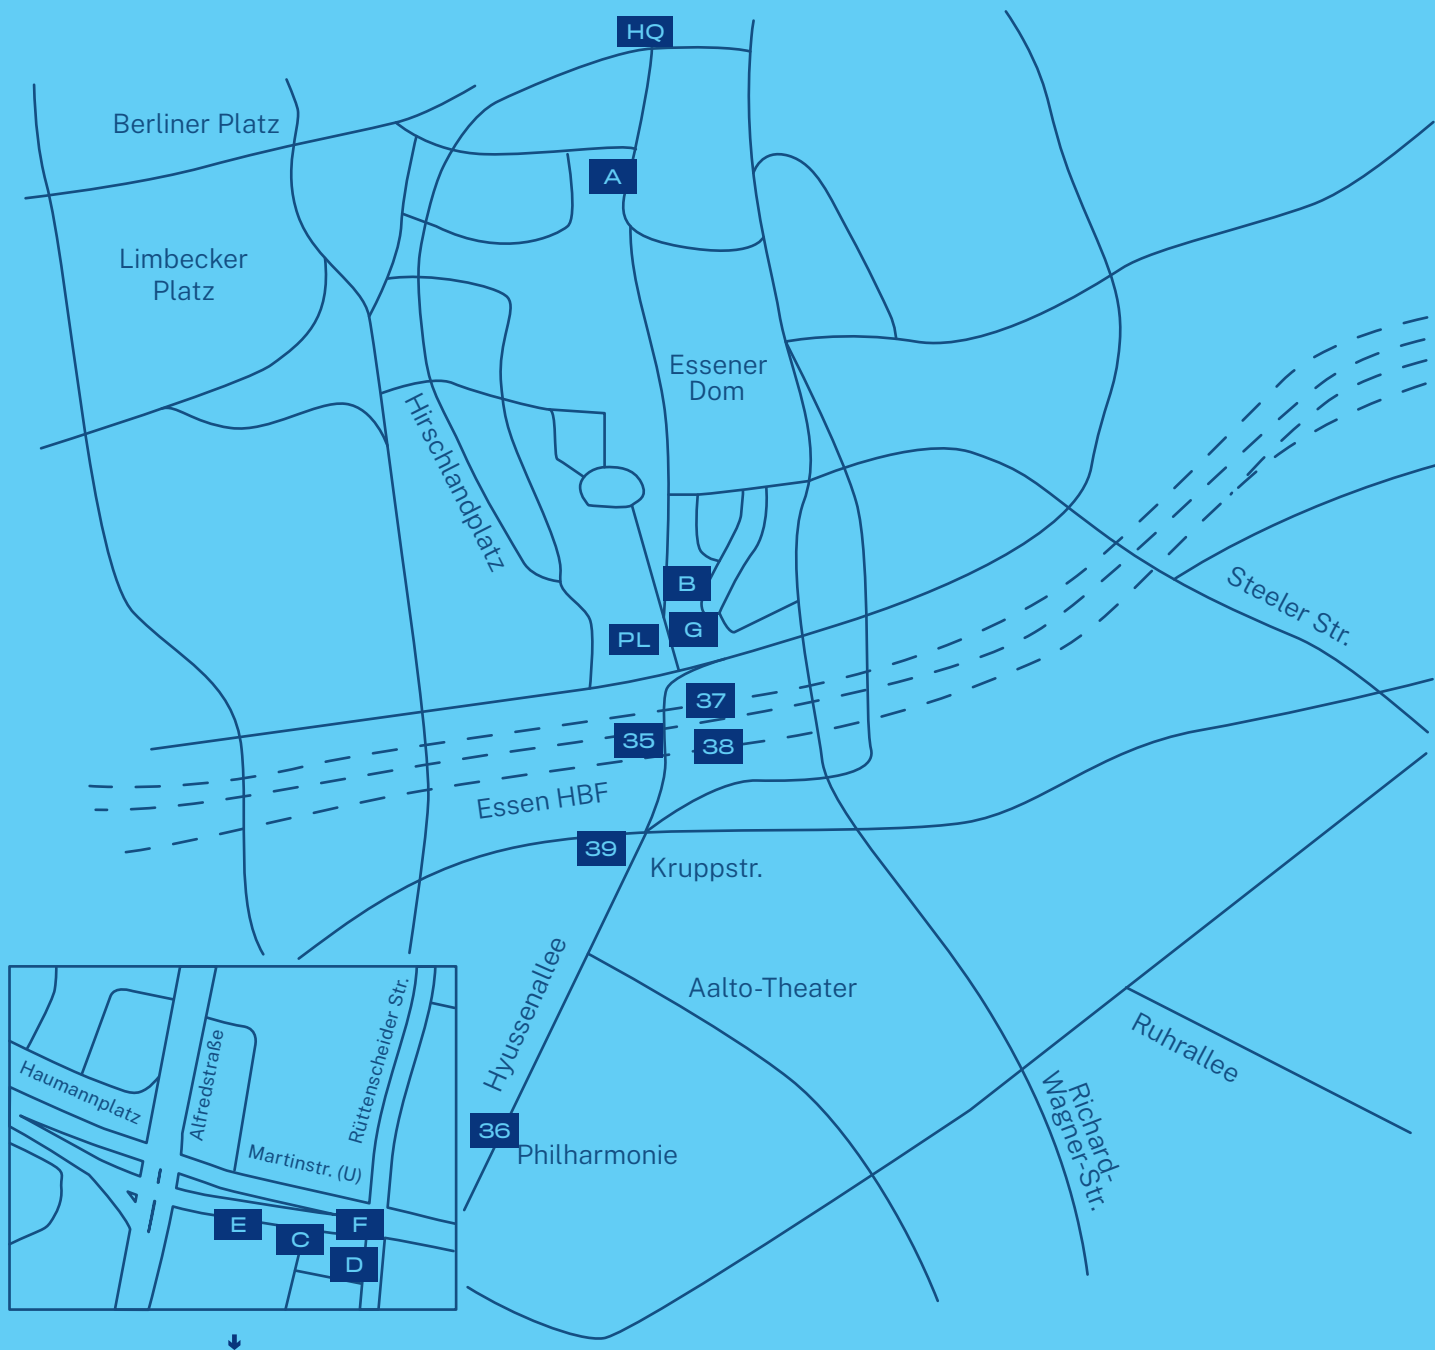 HQ
Berliner Platz
A
Limbecker
Platz
Essener
Dom
Hirschlandplatz
B
Steeler Str.
G
PL
37
35
38
Essen HBF
39
Kruppstr.
Hyussenallee
Aalto-Theater
Ruhrallee
Richard-
Wagner-Str.
36
Philharmonie
Rüttenscheider Str.
Alfredstraße
Haumannplatz
Martinstr. (U)
E
F
C
D